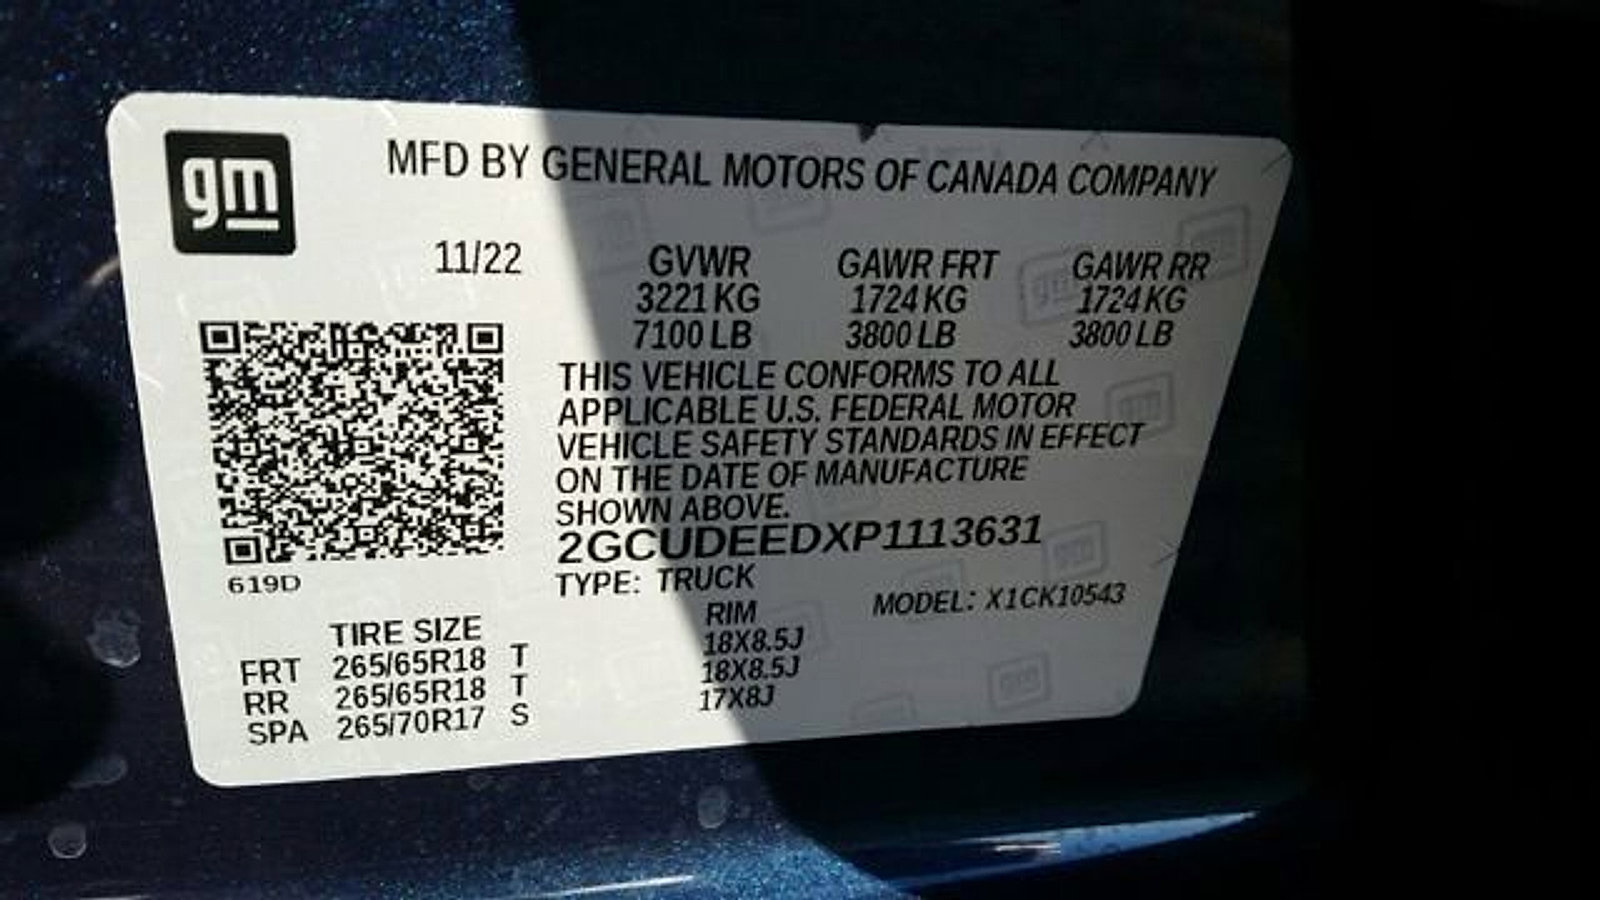 gm
MFD BY GENERAL MOTORS OF CANADA COMPANY
11/22 GVWR GAWR FRT GAWR RR
3221 KG 1724 KG 1724 KG
7100 LB 3800 LB 3800 LB
THIS VEHICLE CONFORMS TO ALL
APPLICABLE U.S. FEDERAL MOTOR
VEHICLE SAFETY STANDARDS IN EFFECT
ON THE DATE OF MANUFACTURE
SHOWN ABOVE.
2GCUDEEDXP1113631
619D
TYPE: TRUCK MODEL: X1CK10543
TIRE SIZE RIM
FRT 265/65R18 T 18X8.5J
RR 265/65R18 T 18X8.5J
SPA 265/70R17 S 17X8J